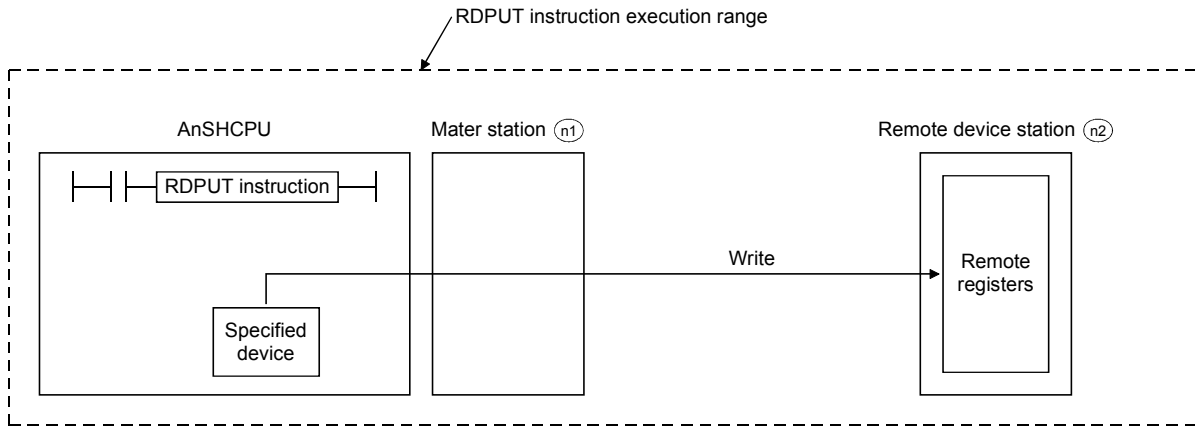 RDPUT instruction execution range
AnSHCPU
Mater station n1
Remote device station n2
RDPUT instruction
Write
Remote
registers
Specified
device